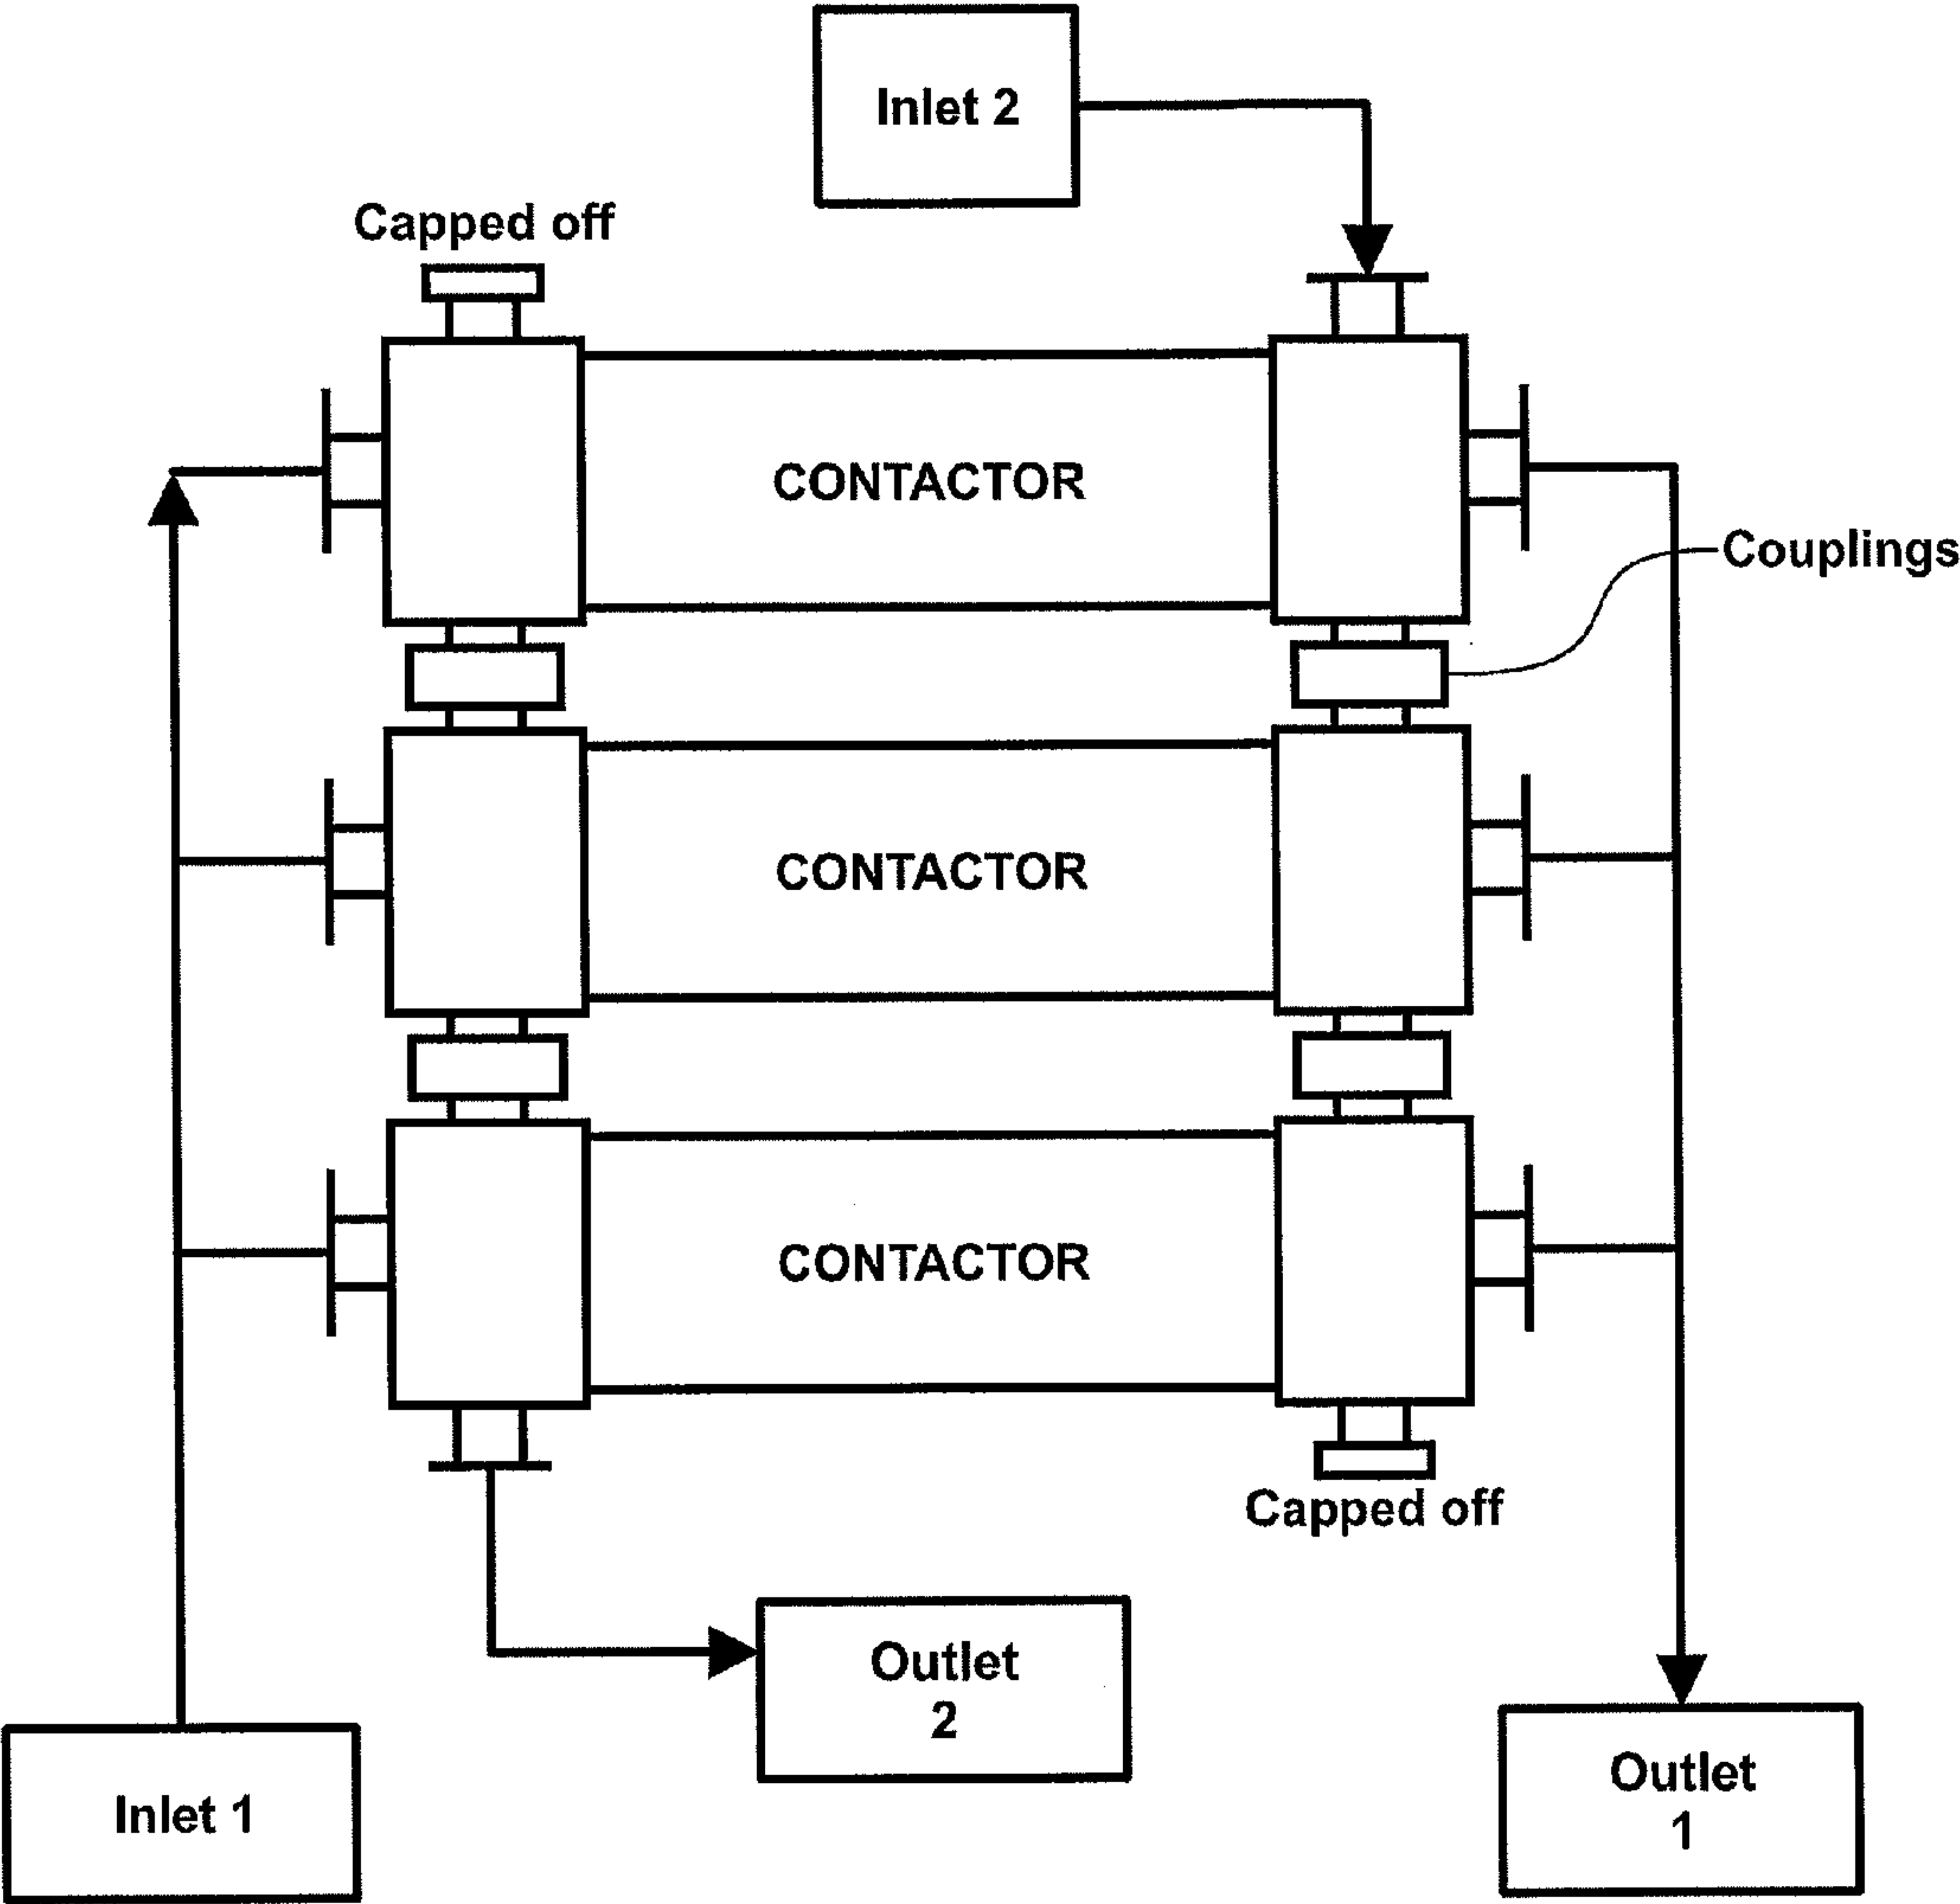 Inlet 2
Capped off
CONTACTOR
Couplings
CONTACTOR
CONTACTOR
Capped off
Outlet
2
Outlet
1
Inlet 1